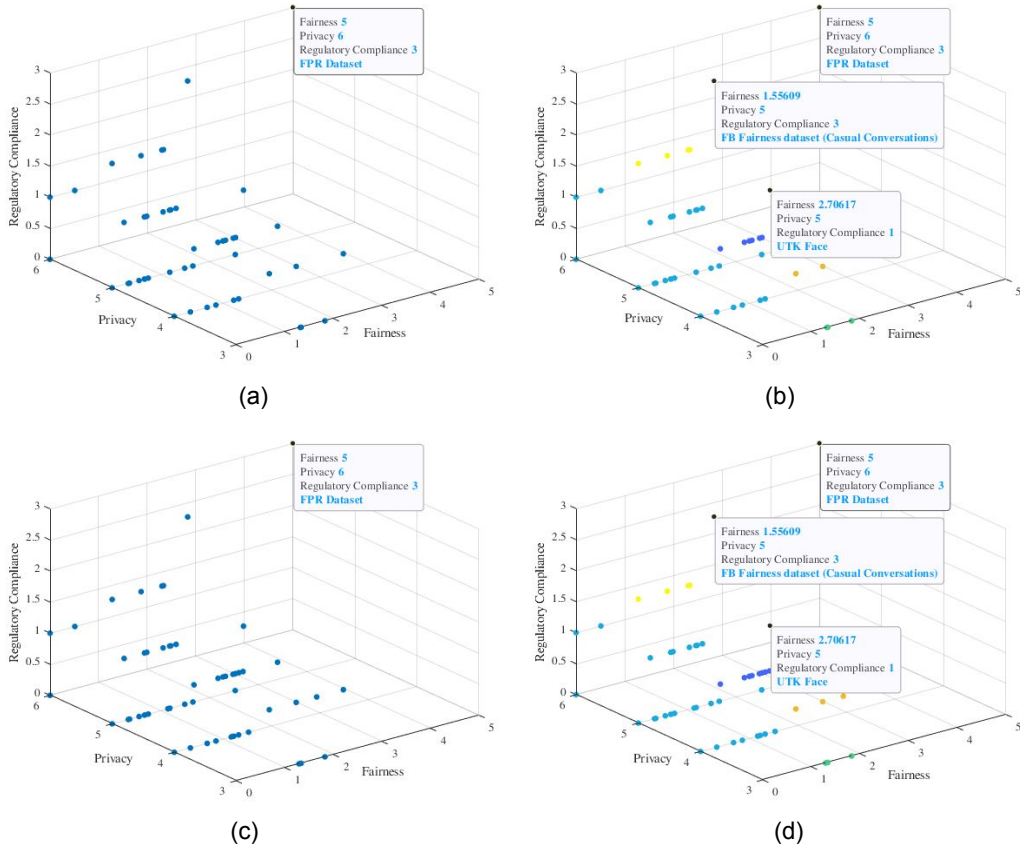 Fairness 5
Privacy 6
Regulatory Compliance 3
FPR Dataset
Regulatory Compliance
3
2.5
2
1.5
1
0.5
0
6
5
4
3
Privacy
0
1
2
3
4
5
Fairness
(a)
Fairness 5
Privacy 6
Regulatory Compliance 3
FPR Dataset
Fairness 1.55609
Privacy 5
Regulatory Compliance 3
FB Fairness dataset (Casual Conversations)
Fairness 2.70617
Privacy 5
Regulatory Compliance 1
UTK Face
Regulatory Compliance
3
2.5
2
1.5
1
0.5
0
6
5
4
3
Privacy
0
1
2
3
4
5
Fairness
(b)
Fairness 5
Privacy 6
Regulatory Compliance 3
FPR Dataset
Regulatory Compliance
3
2.5
2
1.5
1
0.5
0
6
5
4
3
Privacy
0
1
2
3
4
5
Fairness
(c)
Fairness 5
Privacy 6
Regulatory Compliance 3
FPR Dataset
Fairness 1.55609
Privacy 5
Regulatory Compliance 3
FB Fairness dataset (Casual Conversations)
Fairness 2.70617
Privacy 5
Regulatory Compliance 1
UTK Face
Regulatory Compliance
3
2.5
2
1.5
1
0.5
0
6
5
4
3
Privacy
0
1
2
3
4
5
Fairness
(d)